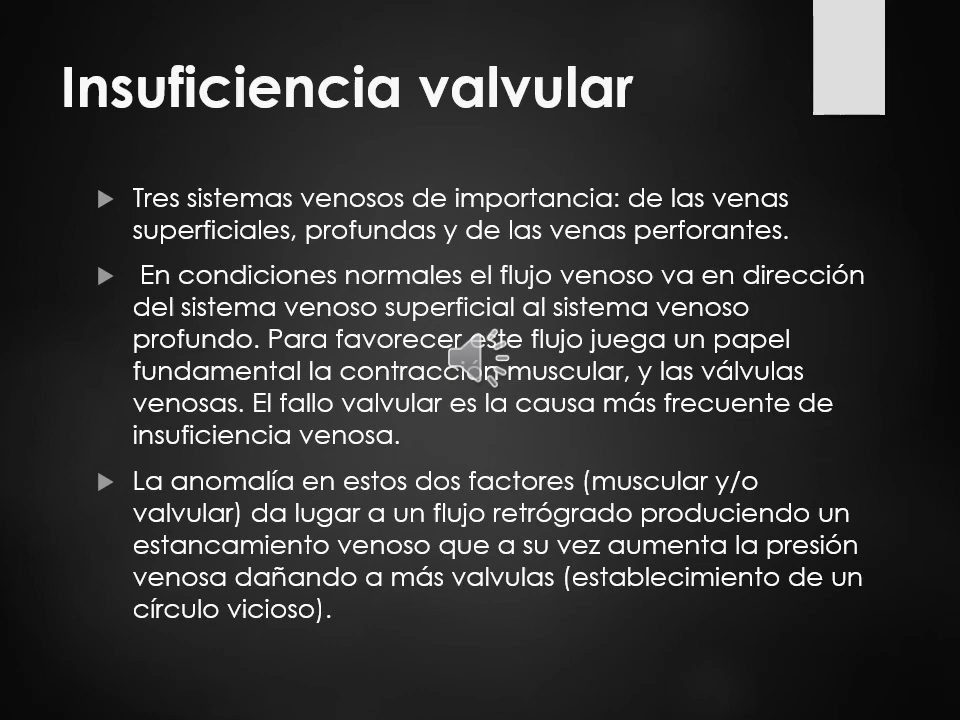 Insuficiencia valvular
Tres sistemas venosos de importancia: de las venas
superficiales, profundas y de las venas perforantes.
En condiciones normales el flujo venoso va en dirección
del sistema venoso superficial al sistema venoso
profundo. Para favorecer este flujo juega un papel
fundamental la contracción muscular, y las válvulas
venosas. El fallo valvular es la causa más frecuente de
insuficiencia venosa.
La anomalía en estos dos factores (muscular y/o
valvular) da lugar a un flujo retrógrado produciendo un
estancamiento venoso que a su vez aumenta la presión
venosa dañando a más valvulas (establecimiento de un
círculo vicioso).